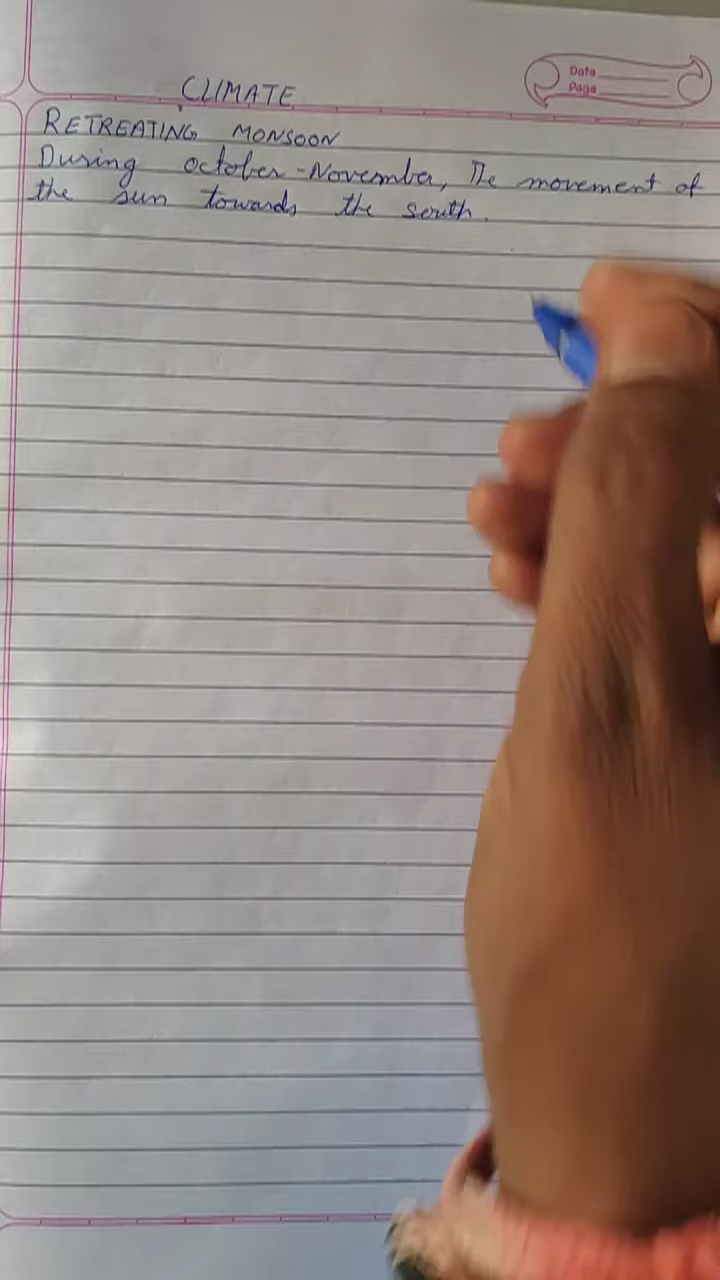 CLIMATE
Date
Page
RETREATING MONSOON
During october-November, The movement of
the sun towards the south.